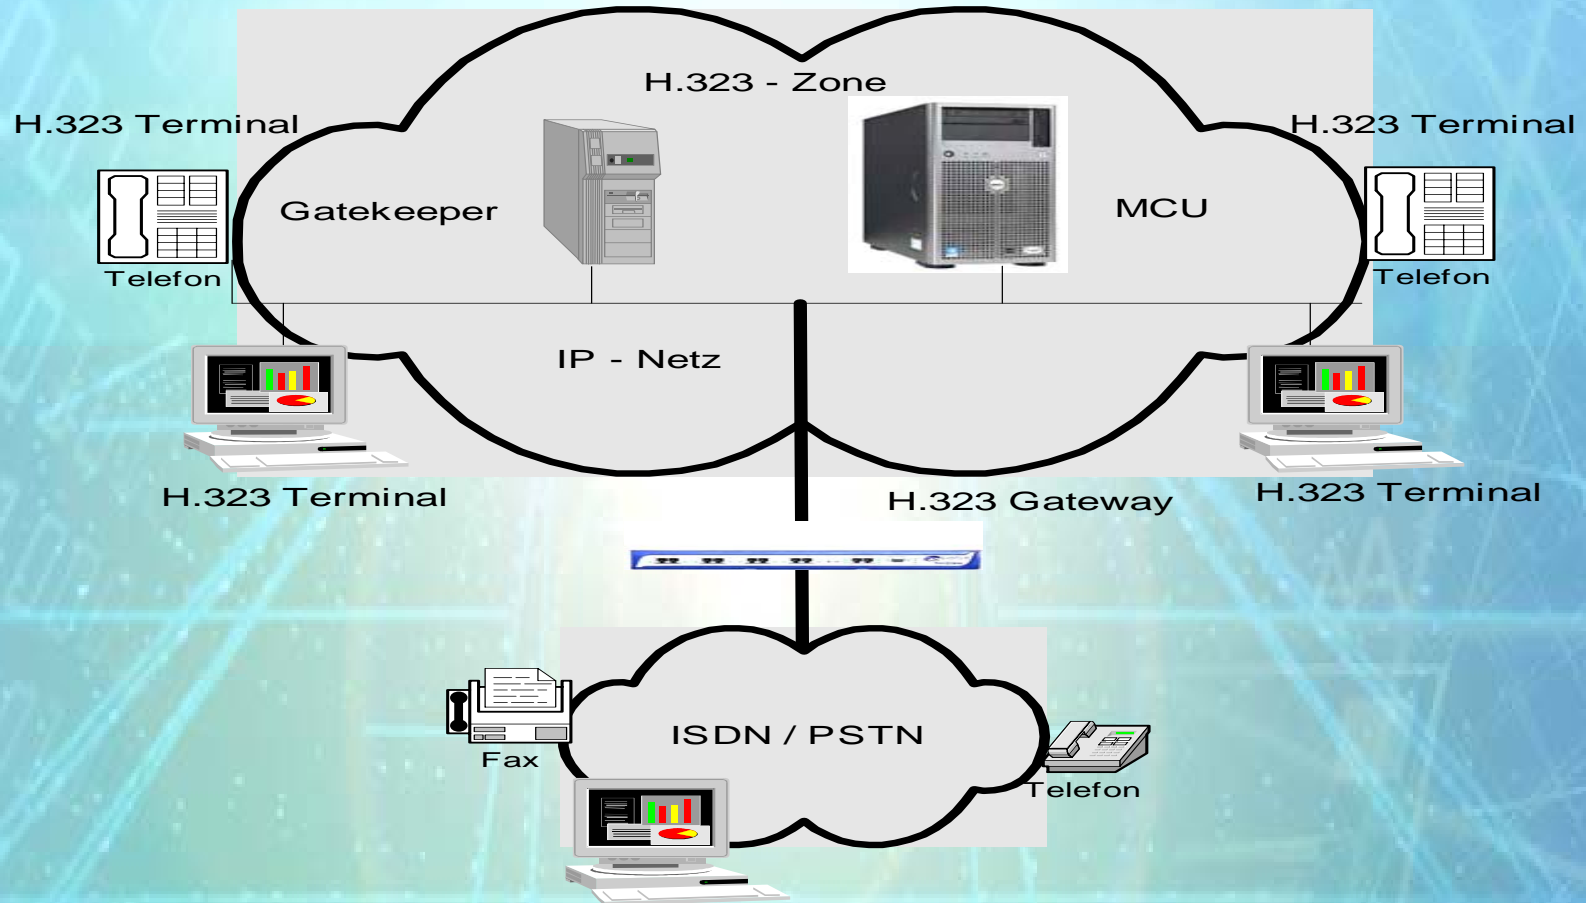 H.323 - Zone
H.323 Terminal
H.323 Terminal
Gatekeeper
MCU
Telefon
Telefon
IP - Netz
H.323 Terminal
H.323 Gateway
H.323 Terminal
ISDN / PSTN
Fax
Telefon